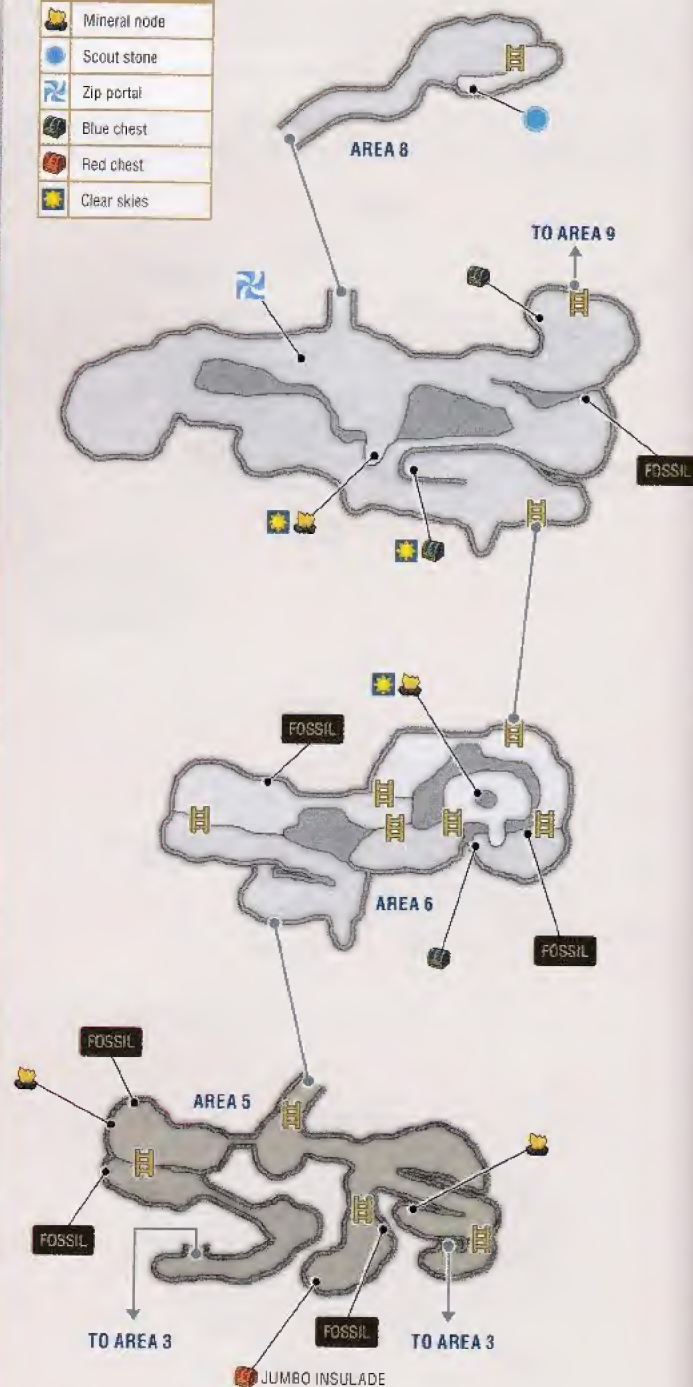 Mineral node
Scout stone
Zip portal
Blue chest
Red chest
Clear skies
AREA 8
TO AREA 9
FOSSIL
FOSSIL
AREA 6
FOSSIL
FOSSIL
AREA 5
FOSSIL
TO AREA 3
FOSSIL
TO AREA 3
JUMBO INSULADE